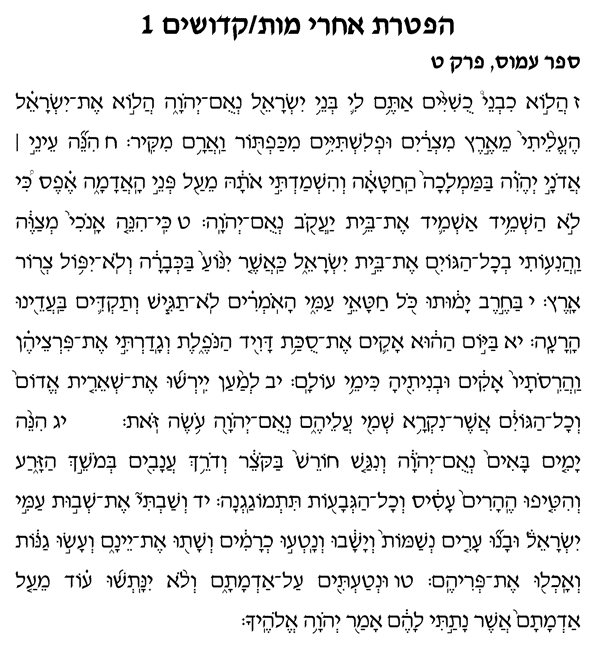 הפטרת אחרי מות/קדושים 1
ספר עמוס, פרק ט
ז הֲל֣וֹא כִבְנֵי֩ כֻשִׁיִּ֨ים אַתֶּ֥ם לִ֛י בְּנֵ֥י יִשְׂרָאֵ֖ל נְאֻם־יְהֹוָ֑ה הֲל֣וֹא אֶת־יִשְׂרָאֵ֗ל
הֶעֱלֵ֙יתִי֙ מֵאֶ֣רֶץ מִצְרַ֔יִם וּפְלִשְׁתִּיִּ֥ים מִכַּפְתּ֖וֹר וַאֲרָ֥ם מִקִּֽיר׃ ח הִנֵּ֞ה עֵינֵ֣י ׀
אֲדֹנָ֣י יְהֹוִ֗ה בַּמַּמְלָכָה֙ הַֽחַטָּאָ֔ה וְהִשְׁמַדְתִּ֣י אֹתָ֔הּ מֵעַ֖ל פְּנֵ֣י הָאֲדָמָ֑ה אֶ֗פֶס כִּ֠י
לֹ֣א הַשְׁמֵ֥יד אַשְׁמִ֛יד אֶת־בֵּ֥ית יַעֲקֹ֖ב נְאֻם־יְהֹוָֽה׃ ט כִּֽי־הִנֵּ֤ה אָֽנֹכִי֙ מְצַוֶּ֔ה
וַהֲנִע֥וֹתִי בְכׇל־הַגּוֹיִ֖ם אֶת־בֵּ֣ית יִשְׂרָאֵ֑ל כַּאֲשֶׁ֤ר יִנּ֙וֹעַ֙ בַּכְּבָרָ֔ה וְלֹֽא־יִפּ֥וֹל צְר֖וֹר
אָֽרֶץ׃ י בַּחֶ֣רֶב יָמ֔וּתוּ כֹּ֖ל חַטָּאֵ֣י עַמִּ֑י הָאֹֽמְרִ֗ים לֹֽא־תַגִּ֧ישׁ וְתַקְדִּ֛ים בַּעֲדֵ֖ינוּ
הָֽרָעָֽה׃ יא בַּיּ֣וֹם הַה֔וּא אָקִ֛ים אֶת־סֻכַּ֥ת דָּוִ֖יד הַנֹּפֶ֑לֶת וְגָֽדַרְתִּ֣י אֶת־פִּרְצֵיהֶ֗ן
וַהֲרִֽסֹתָיו֙ אָקִ֔ים וּבְנִיתִ֖יהָ כִּימֵ֥י עוֹלָֽם׃ יב לְמַ֨עַן יִֽירְשׁ֜וּ אֶת־שְׁאֵרִ֤ית אֱדוֹם֙
וְכׇל־הַגּוֹיִ֔ם אֲשֶׁר־נִקְרָ֥א שְׁמִ֖י עֲלֵיהֶ֑ם נְאֻם־יְהֹוָ֖ה עֹ֥שֶׂה זֹּֽאת׃ יג הִנֵּ֨ה
יָמִ֤ים בָּאִים֙ נְאֻם־יְהֹוָ֔ה וְנִגַּ֤שׁ חוֹרֵשׁ֙ בַּקֹּצֵ֔ר וְדֹרֵ֥ךְ עֲנָבִ֖ים בְּמֹשֵׁ֣ךְ הַזָּ֑רַע
וְהִטִּ֤יפוּ הֶֽהָרִים֙ עָסִ֔יס וְכׇל־הַגְּבָע֖וֹת תִּתְמוֹגַֽגְנָה׃ יד וְשַׁבְתִּי֮ אֶת־שְׁב֣וּת עַמִּ֣י
יִשְׂרָאֵל֒ וּבָנ֞וּ עָרִ֤ים נְשַׁמּוֹת֙ וְיָשָׁ֔בוּ וְנָטְע֣וּ כְרָמִ֔ים וְשָׁת֖וּ אֶת־יֵינָ֑ם וְעָשׂ֣וּ גַנּ֔וֹת
וְאָכְל֖וּ אֶת־פְּרִיהֶֽם׃ טו וּנְטַעְתִּ֖ים עַל־אַדְמָתָ֑ם וְלֹ֨א יִנָּתְשׁ֜וּ ע֗וֹד מֵעַ֤ל
אַדְמָתָם֙ אֲשֶׁ֣ר נָתַ֣תִּי לָהֶ֔ם אָמַ֖ר יְהֹוָ֥ה אֱלֹהֶֽיךָ׃